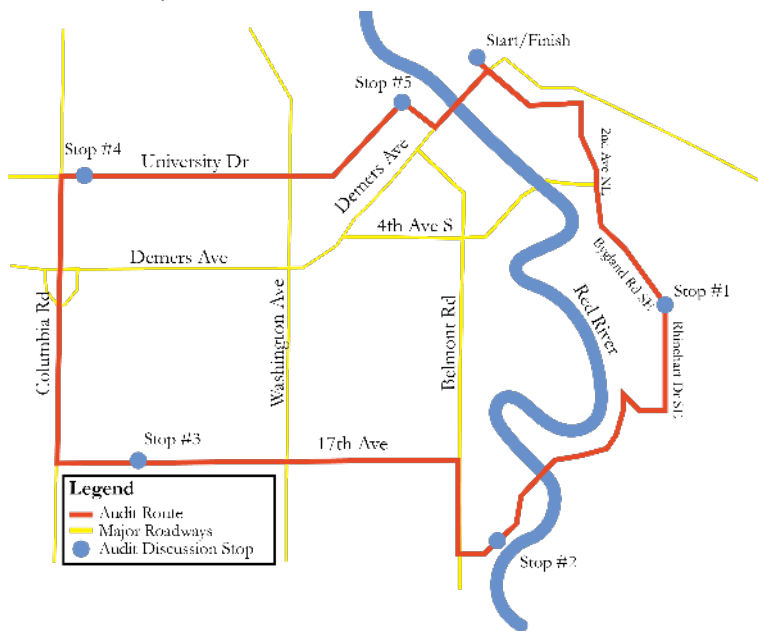 Start/Finish
Stop #5
2nd Ave NE
Stop #4
University Dr
Demers Ave
4th Ave S
Demers Ave
Bygland Rd SE
Stop #1
Red River
Rhinehart Dr SE
Columbia Rd
Washington Ave
Belmont Rd
Stop #3
17th Ave
Legend
Audit Route
Major Roadways
Audit Discussion Stop
Stop #2